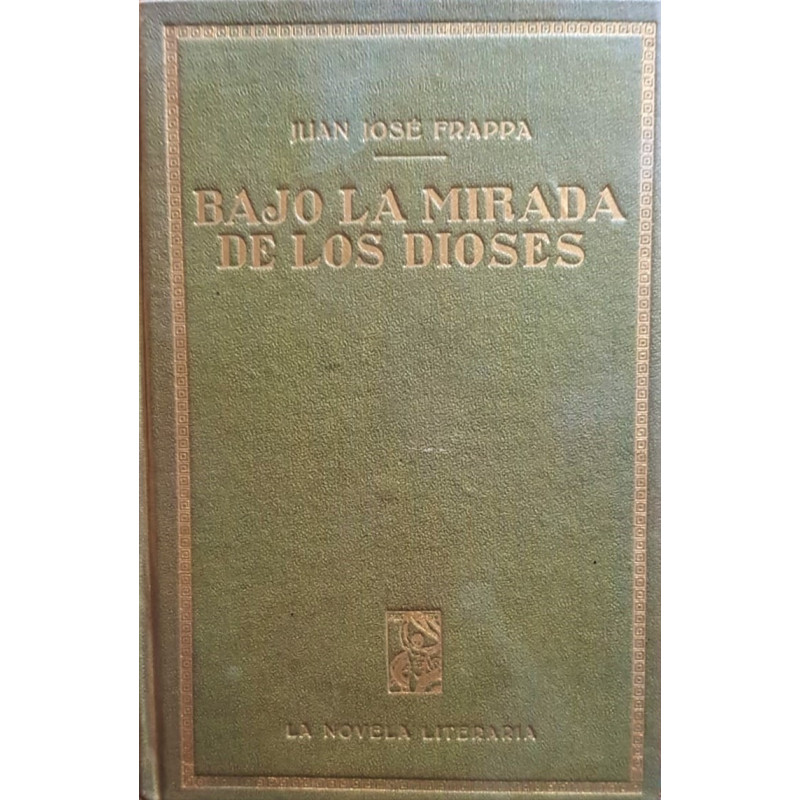 JUAN JOSÉ FRAPPA
BAJO LA MIRADA
DE LOS DIOSES
LA NOVELA LITERARIA